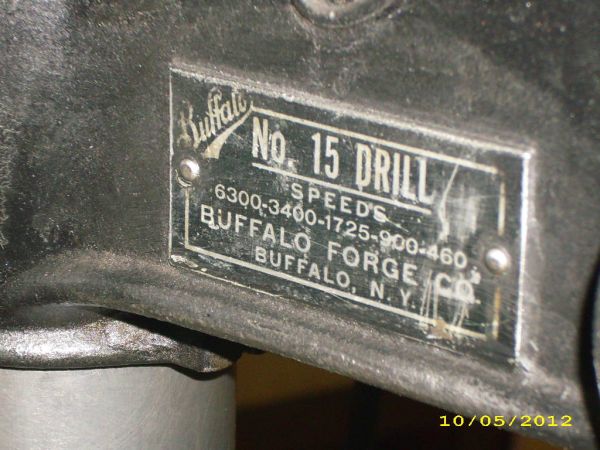 Buffalo
No. 15 DRILL
SPEEDS
6300-3400-1725-900-460
BUFFALO FORGE CO.
BUFFALO, N.Y.
10/05/2012